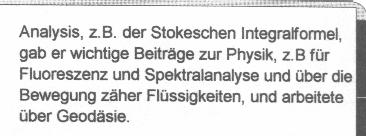 Analysis, z.B. der Stokeschen Integralformel,
gab er wichtige Beiträge zur Physik, z.B für
Fluoreszenz und Spektralanalyse und über die
Bewegung zäher Flüssigkeiten, und arbeitete
über Geodäsie.